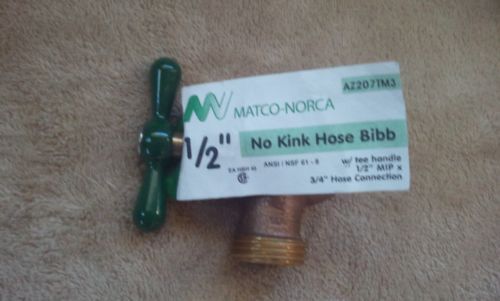 AZ207TM3
MATCO-NORCA
1/2"
No Kink Hose Bibb
ANSI / NSF 61 - 8
w/ tee handle
1/2" MIP x
3/4" Hose Connection